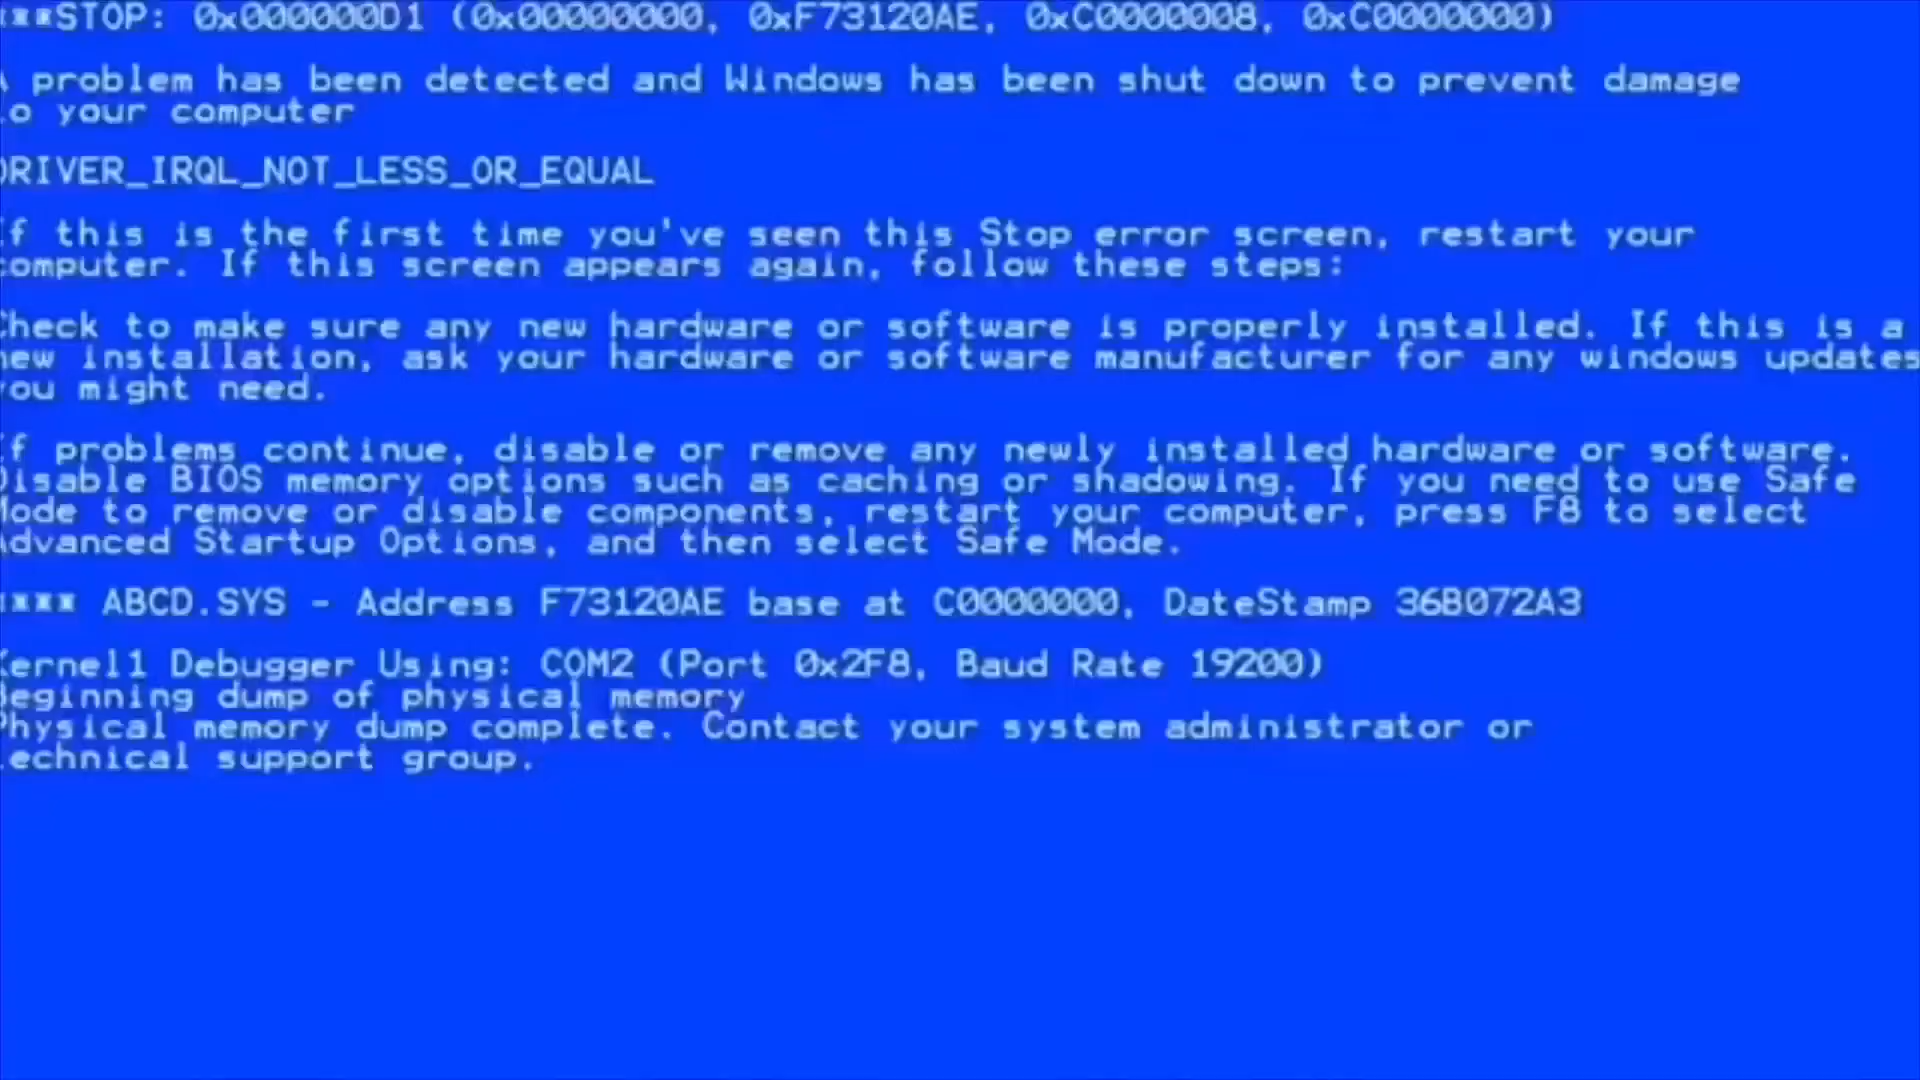 ***STOP: 0x000000D1 (0x00000000, 0xF73120AE, 0xC0000008, 0xC0000000)
A problem has been detected and Windows has been shut down to prevent damage
to your computer
DRIVER_IRQL_NOT_LESS_OR_EQUAL
If this is the first time you've seen this Stop error screen, restart your
computer. If this screen appears again, follow these steps:
Check to make sure any new hardware or software is properly installed. If this is a
new installation, ask your hardware or software manufacturer for any windows updates
you might need.
If problems continue, disable or remove any newly installed hardware or software.
Disable BIOS memory options such as caching or shadowing. If you need to use Safe
Mode to remove or disable components, restart your computer, press F8 to select
Advanced Startup Options, and then select Safe Mode.
**** ABCD.SYS - Address F73120AE base at C0000000, DateStamp 36B072A3
Kernel1 Debugger Using: COM2 (Port 0x2F8, Baud Rate 19200)
Beginning dump of physical memory
Physical memory dump complete. Contact your system administrator or
technical support group.